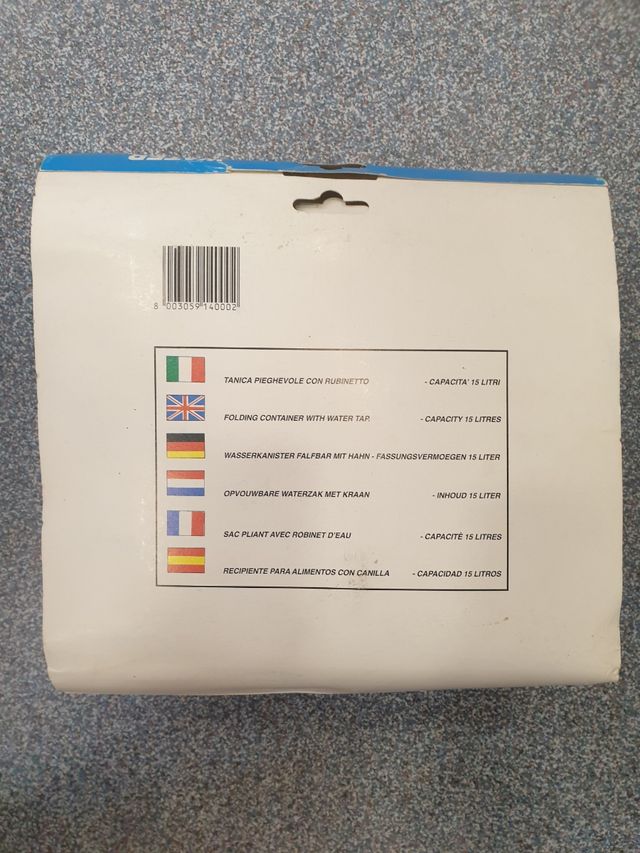 8 003059 140002
TANICA PIEGHEVOLE CON RUBINETTO - CAPACITA' 15 LITRI
FOLDING CONTAINER WITH WATER TAP. - CAPACITY 15 LITRES
WASSERKANISTER FALFBAR MIT HAHN - FASSUNGSVERMOEGEN 15 LITER
OPVOUWBARE WATERZAK MET KRAAN - INHOUD 15 LITER
SAC PLIANT AVEC ROBINET D'EAU - CAPACITÉ 15 LITRES
RECIPIENTE PARA ALIMENTOS CON CANILLA - CAPACIDAD 15 LITROS